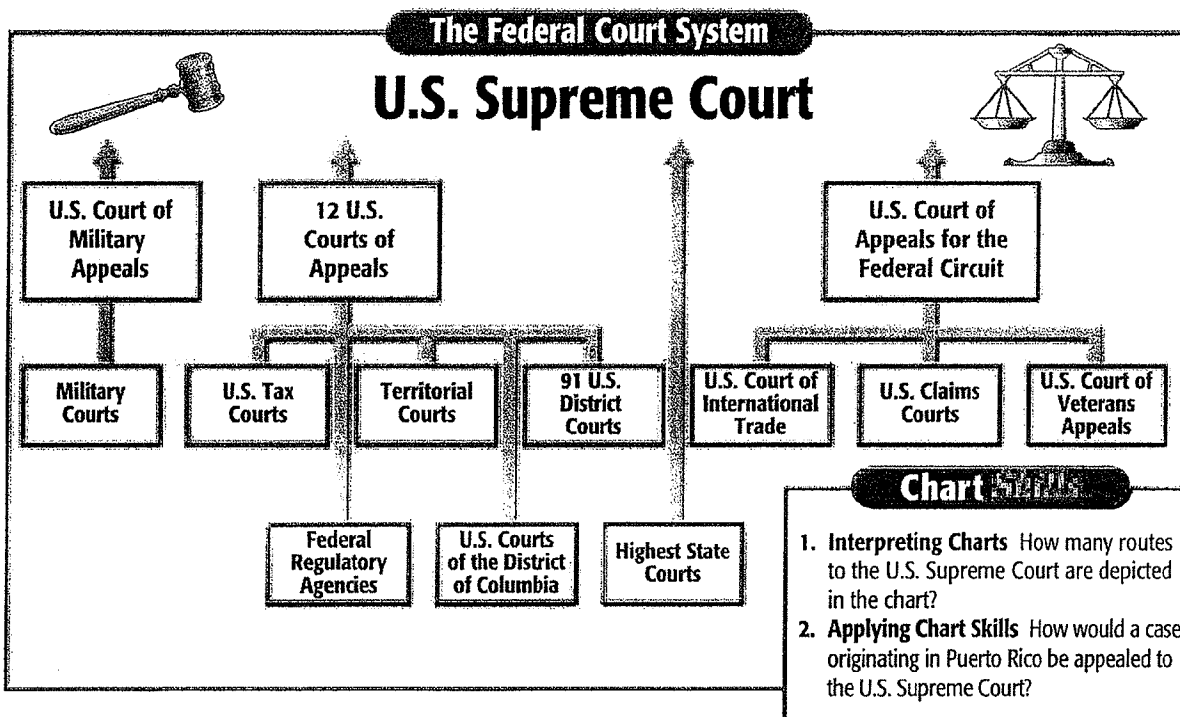 The Federal Court System
U.S. Supreme Court
U.S. Court of
Military
Appeals
12 U.S.
Courts of
Appeals
U.S. Court of
Appeals for the
Federal Circuit
Military
Courts
U.S. Tax
Courts
Territorial
Courts
91 U.S.
District
Courts
U.S. Court of
International
Trade
U.S. Claims
Courts
U.S. Court of
Veterans
Appeals
Federal
Regulatory
Agencies
U.S. Courts
of the District
of Columbia
Highest State
Courts
Chart
1. Interpreting Charts How many routes
to the U.S. Supreme Court are depicted
in the chart?
2. Applying Chart Skills How would a case
originating in Puerto Rico be appealed to
the U.S. Supreme Court?